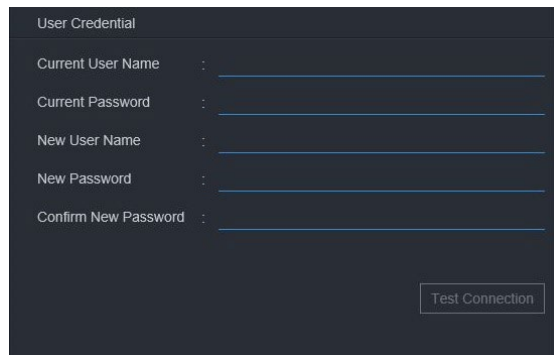 User Credential
Current User Name :
Current Password :
New User Name :
New Password :
Confirm New Password :
Test Connection